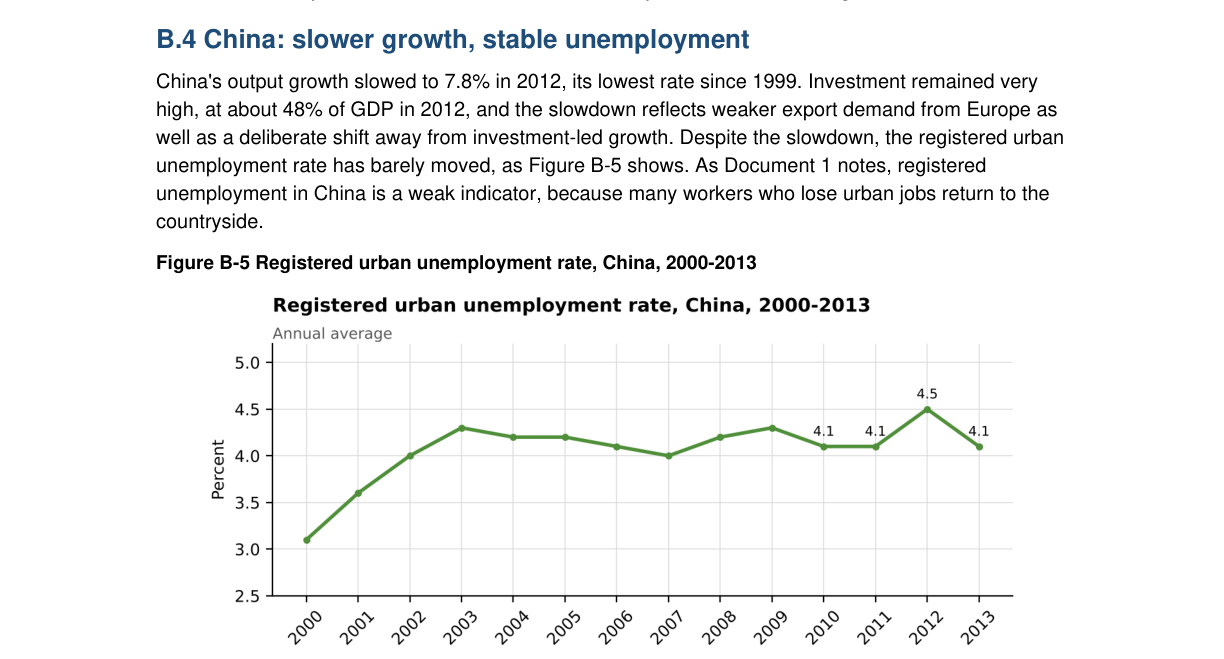 B.4 China: slower growth, stable unemployment
China's output growth slowed to 7.8% in 2012, its lowest rate since 1999. Investment remained very
high, at about 48% of GDP in 2012, and the slowdown reflects weaker export demand from Europe as
well as a deliberate shift away from investment-led growth. Despite the slowdown, the registered urban
unemployment rate has barely moved, as Figure B-5 shows. As Document 1 notes, registered
unemployment in China is a weak indicator, because many workers who lose urban jobs return to the
countryside.
Figure B-5 Registered urban unemployment rate, China, 2000-2013
Registered urban unemployment rate, China, 2000-2013
Annual average
5.0
4.5
4.0
3.5
3.0
2.5
Percent
4.1
4.1
4.5
4.1
2000
2001
2002
2003
2004
2005
2006
2007
2008
2009
2010
2011
2012
2013